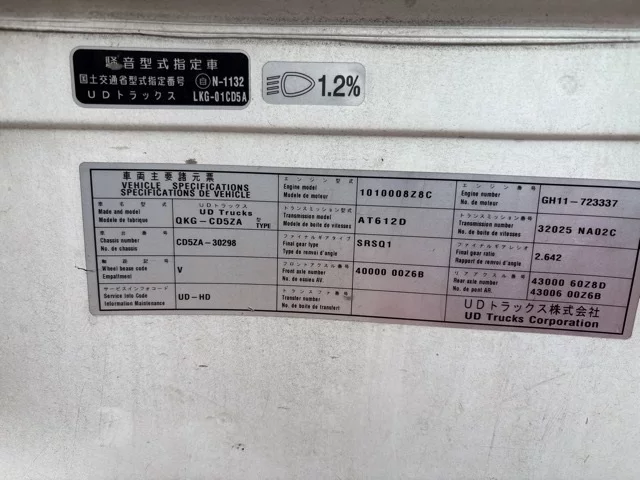 騒音型式指定車
国土交通省型式指定番号 自 N-1132
UDトラックス LKG-01CD5A
1.2%
車両主要諸元票
VEHICLE SPECIFICATIONS
SPECIFICATIONS DE VEHICLE
車名型式 UDトラックス
Made and model UD Trucks
Modele de fabrique QKG-CD5ZA 型 TYPE
車台番号
Chassis number CD5ZA-30298
No. de chassis
軸距記号
Wheel besam code V
Empattement
サービスインフォコード
Service Info Code UD-HD
Information Maintenance
エンジン型式
Engine model 1010008Z8C
Modele de moteur
トランスミッション型式
Transmission model AT612D
Modele de boite de vitesses
ファイナルギアタイプ
Final gear type SRSQ1
Type de renvoi d'angle
フロントアクスル番号
Front axle number 40000 00Z6B
No. de essieu AV.
トランスファ番号
Transfer number
No. de boite de transfert
エンジン番号
Engine number GH11-723337
No. de moteur
トランスミッション番号
Transmission number 32025 NA02C
No. de boite de vitesses
ファイナルギアレシオ
Final gear ratio 2.642
Rapport de renvoi d'angle
リアアクスル番号
Rear axle number 43000 60Z8D
No. de pont AR. 43006 00Z6B
UDトラックス株式会社
UD Trucks Corporation